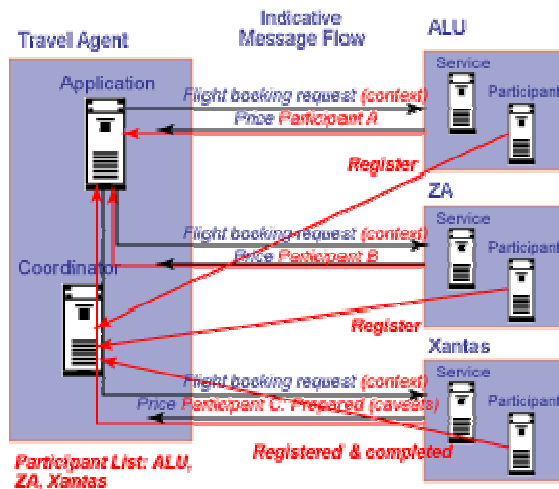 Indicative
Message Flow
Travel Agent
ALU
Application
Service
Participant
Flight booking request (context)
Price Participant A
Register
ZA
Service
Participant
Flight booking request (context)
Price Participant B
Coordinator
Register
Xantas
Service
Participant
Flight booking request (context)
Price Participant C: Prepared (caveats)
Registered & completed
Participant List: ALU,
ZA, Xantas